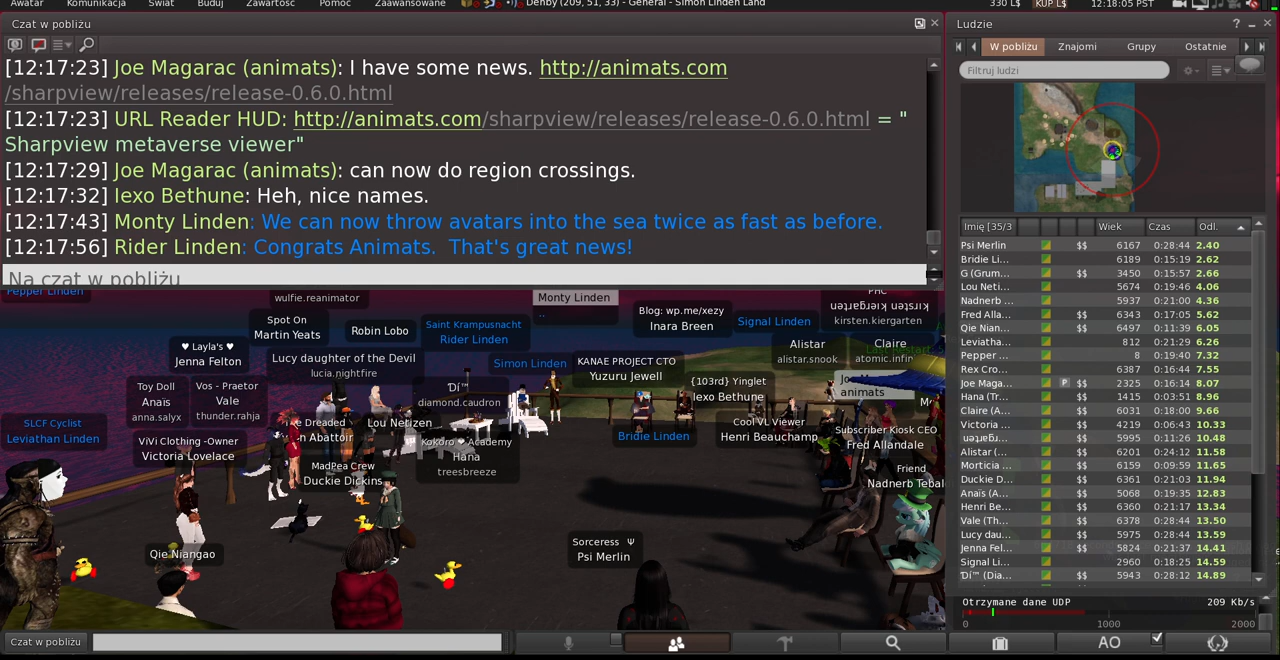 Awatar Komunikacja Świat Buduj Zawartość Pomoc Zaawansowane Denby (209, 51, 33) - General - Simon Linden Land 330 L$ KUP L$ 12:18:05 PST
Czat w pobliżu
[12:17:23] Joe Magarac (animats): I have some news. http://animats.com
/sharpview/releases/release-0.6.0.html
[12:17:23] URL Reader HUD: http://animats.com/sharpview/releases/release-0.6.0.html = "
Sharpview metaverse viewer"
[12:17:29] Joe Magarac (animats): can now do region crossings.
[12:17:32] Iexo Bethune: Heh, nice names.
[12:17:43] Monty Linden: We can now throw avatars into the sea twice as fast as before.
[12:17:56] Rider Linden: Congrats Animats.  That's great news!
Na czat w pobliżu
Pepper Linden
wulfie.reanimator
Monty Linden
..
Spot On
Martin Yeats
Robin Lobo
Saint Krampusnacht
Rider Linden
Blog: wp.me/xezy
Inara Breen
Signal Linden
PHC
kirsten.kiergarten
♥ Layla's ♥
Jenna Felton
Lucy daughter of the Devil
lucia.nightfire
Simon Linden
KANAE PROJECT CTO
Yuzuru Jewell
Alistar
alistar.snook
Claire
atomic.infin
Last Restart
Toy Doll
Anaïs
anna.salyx
Vos - Praetor
Vale
thunder.rahja
Ɗí™
diamond.caudron
{103rd} Yinglet
Iexo Bethune
animats
SLCF Cyclist
Leviathan Linden
ViVi Clothing -Owner
Victoria Lovelace
e Dreaded
n Abattoir
Lou Netizen
Kokoro ❤ Academy
Hana
treesbreeze
Bridie Linden
Cool VL Viewer
Henri Beauchamp
Subscriber Kiosk CEO
Fred Allandale
MadPea Crew
Duckie Dickins
Friend
Nadnerb Tebal
Qie Niangao
Sorceress Ψ
Psi Merlin
Czat w pobliżu
Ludzie
? _ ×
W pobliżu Znajomi Grupy Ostatnie
Filtruj ludzi
Imię [35/3 Wiek Czas Odl.
Psi Merlin $$ 6167 0:28:44 2.40
Bridie Li... 6189 0:15:19 2.62
G (Grum... $$ 3450 0:15:57 2.66
Lou Neti... 5674 0:19:46 4.06
Nadnerb ... 5937 0:21:00 4.36
Fred Alla... $$ 6343 0:17:05 5.62
Qie Nian... $$ 6497 0:11:39 6.05
Leviatha... 812 0:21:29 6.26
Pepper ... 8 0:19:40 7.32
Rex Cro... 6387 0:14:44 7.55
Joe Maga... P $$ 2325 0:16:14 8.07
Hana (Tr... $$ 1415 0:03:51 8.96
Claire (A... $$ 6031 0:18:00 9.66
Victoria ... $$ 4219 0:06:43 10.33
$$ 5995 0:11:26 10.48
Alistar (... $$ 6201 0:24:12 11.58
Morticia ... $$ 6159 0:09:59 11.65
Duckie D... $$ 6361 0:21:03 11.94
Anaïs (A... $$ 5068 0:19:35 12.83
Henri Be... $$ 6360 0:21:17 13.34
Vale (Th... $$ 6378 0:28:44 13.50
Lucy dau... $$ 5975 0:28:44 13.59
Jenna Fel... $$ 5824 0:21:37 14.41
Signal Li... 2960 0:18:25 14.59
Ɗí™ (Dia... $$ 5943 0:28:12 14.89
Otrzymane dane UDP 209 Kb/s
0 1000 2000
AO